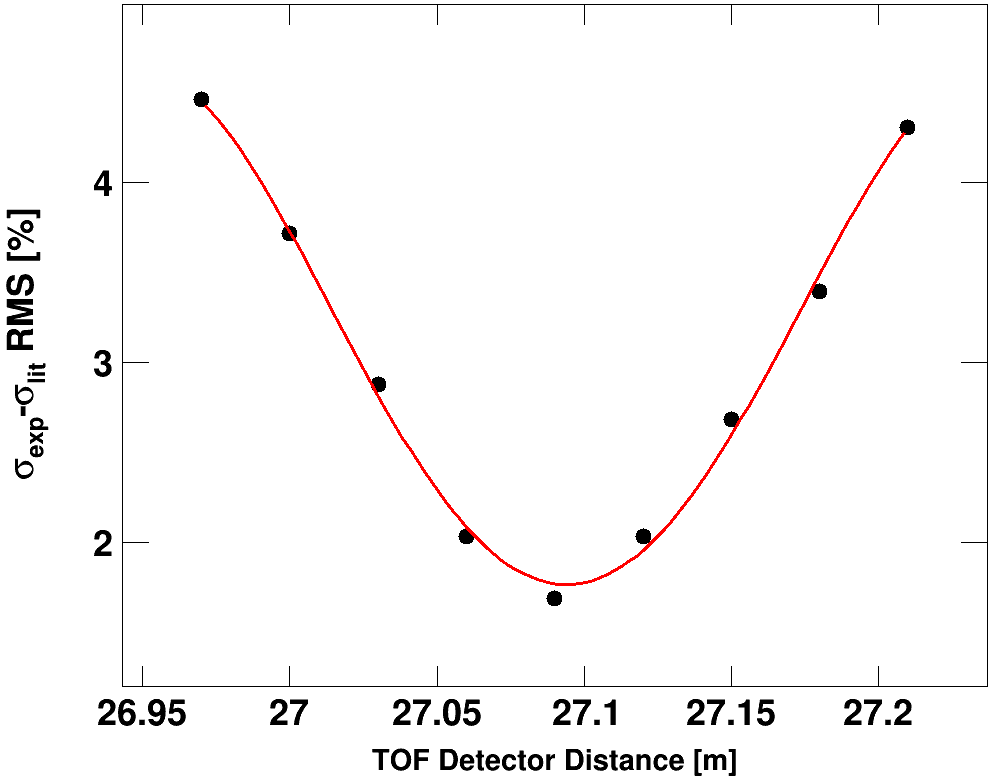 σexp-σlit RMS [%]
4
3
2
26.95 27 27.05 27.1 27.15 27.2
TOF Detector Distance [m]